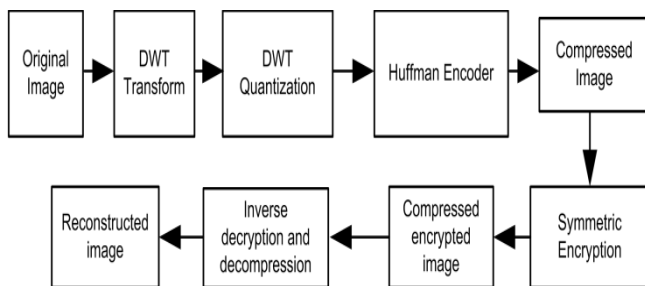 Original
Image
DWT
Transform
DWT
Quantization
Huffman Encoder
Compressed
Image
Symmetric
Encryption
Compressed
encrypted
image
Inverse
decryption and
decompression
Reconstructed
image